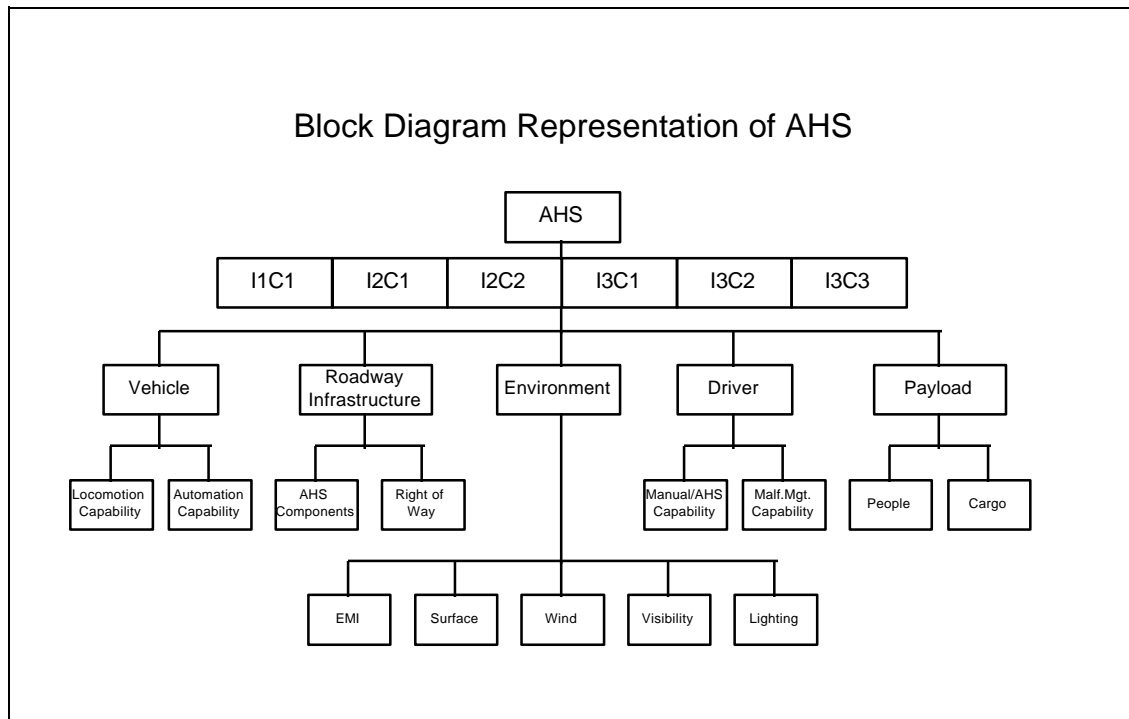 Block Diagram Representation of AHS
AHS
I1C1
I2C1
I2C2
I3C1
I3C2
I3C3
Vehicle
Roadway
Infrastructure
Environment
Driver
Payload
Locomotion
Capability
Automation
Capability
AHS
Components
Right of
Way
Manual/AHS
Capability
Malf.Mgt.
Capability
People
Cargo
EMI
Surface
Wind
Visibility
Lighting